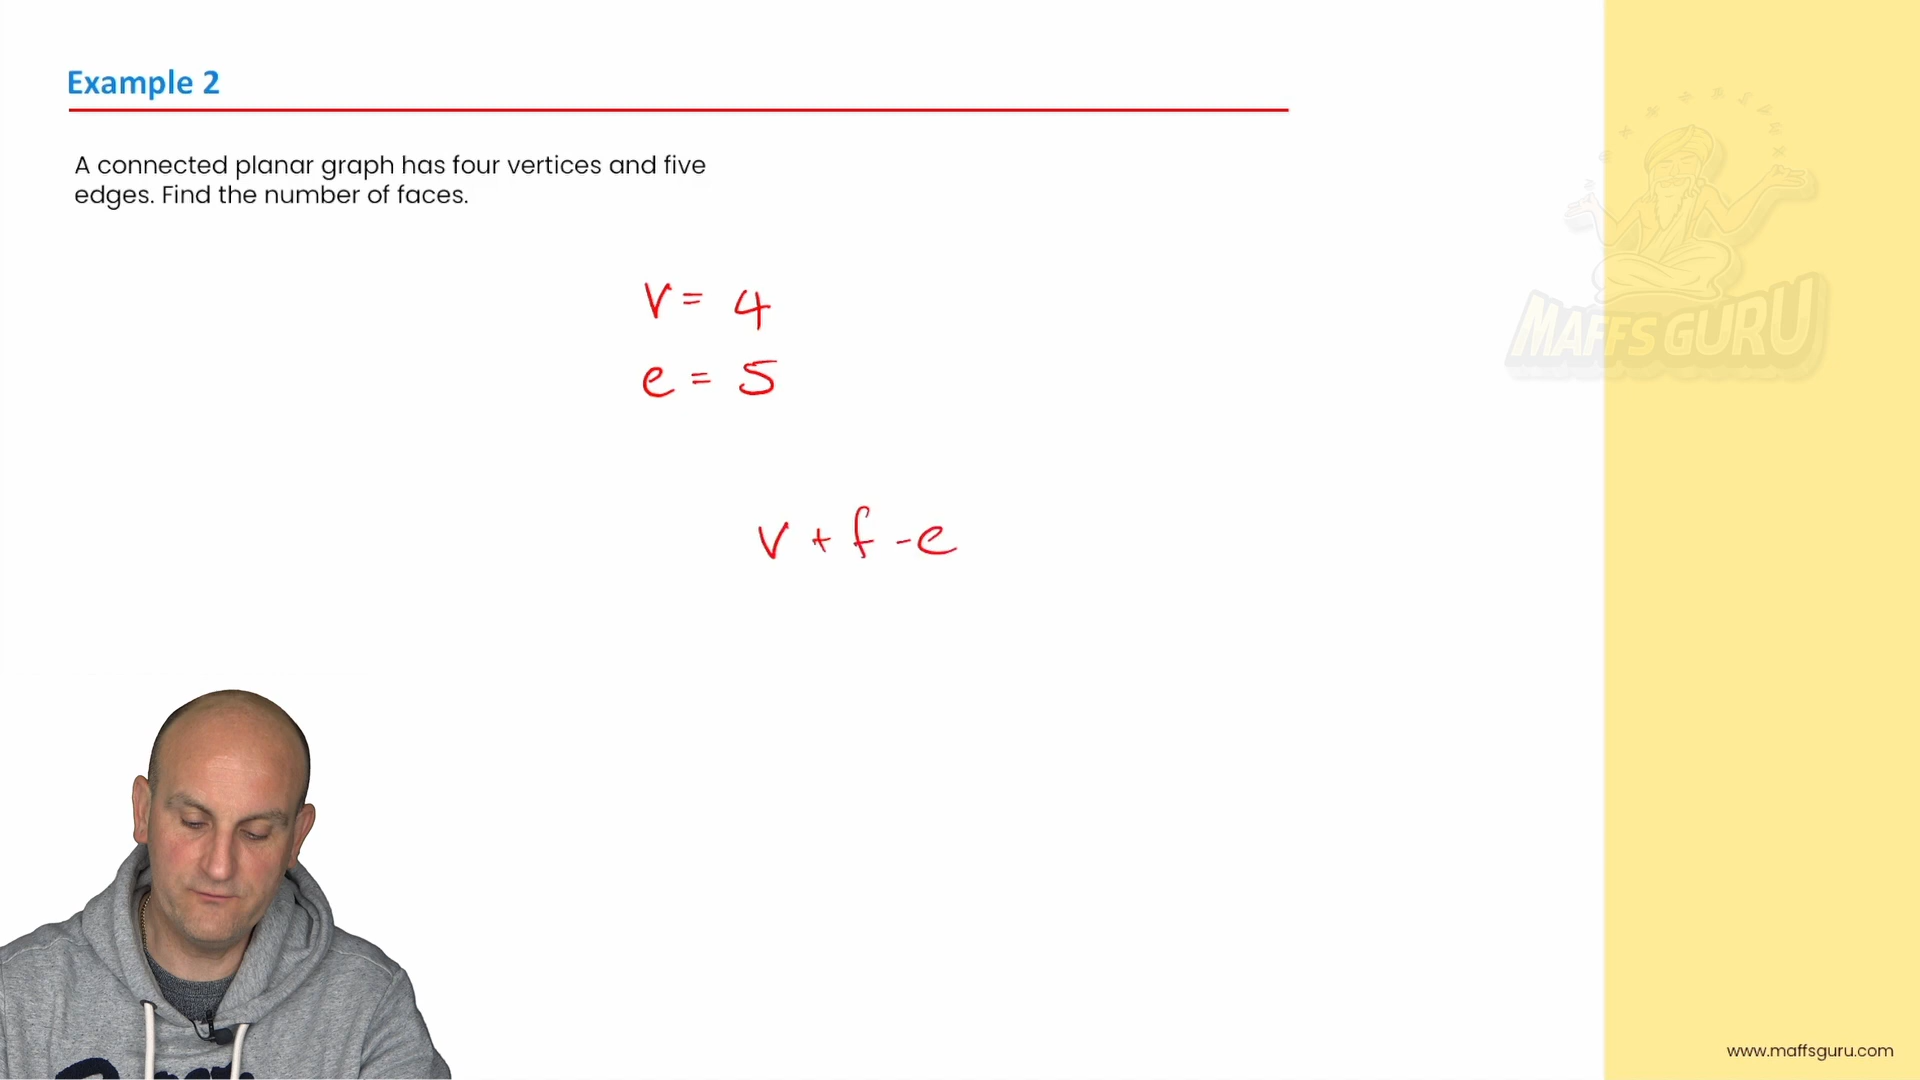 Example 2
A connected planar graph has four vertices and five
edges. Find the number of faces.
v = 4
e = 5
v + f - e
MAFFS GURU
www.maffsguru.com